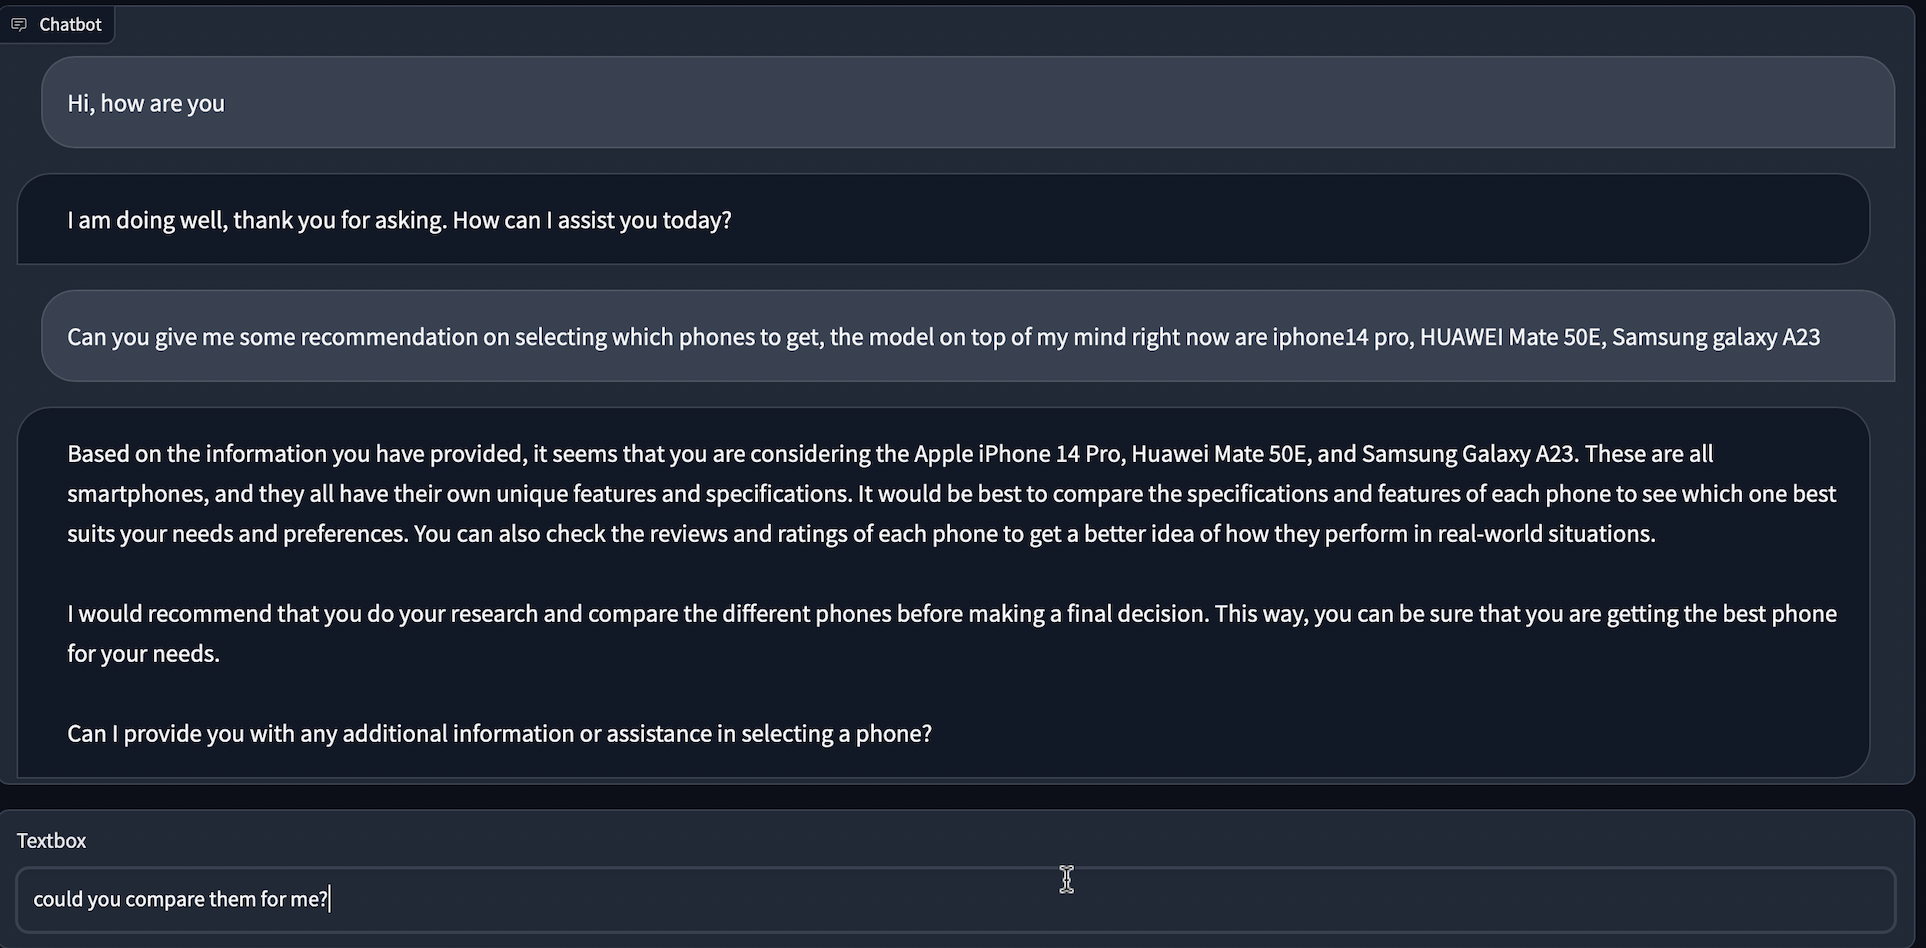 Chatbot
Hi, how are you
I am doing well, thank you for asking. How can I assist you today?
Can you give me some recommendation on selecting which phones to get, the model on top of my mind right now are iphone14 pro, HUAWEI Mate 50E, Samsung galaxy A23
Based on the information you have provided, it seems that you are considering the Apple iPhone 14 Pro, Huawei Mate 50E, and Samsung Galaxy A23. These are all
smartphones, and they all have their own unique features and specifications. It would be best to compare the specifications and features of each phone to see which one best
suits your needs and preferences. You can also check the reviews and ratings of each phone to get a better idea of how they perform in real-world situations.
I would recommend that you do your research and compare the different phones before making a final decision. This way, you can be sure that you are getting the best phone
for your needs.
Can I provide you with any additional information or assistance in selecting a phone?
Textbox
could you compare them for me?